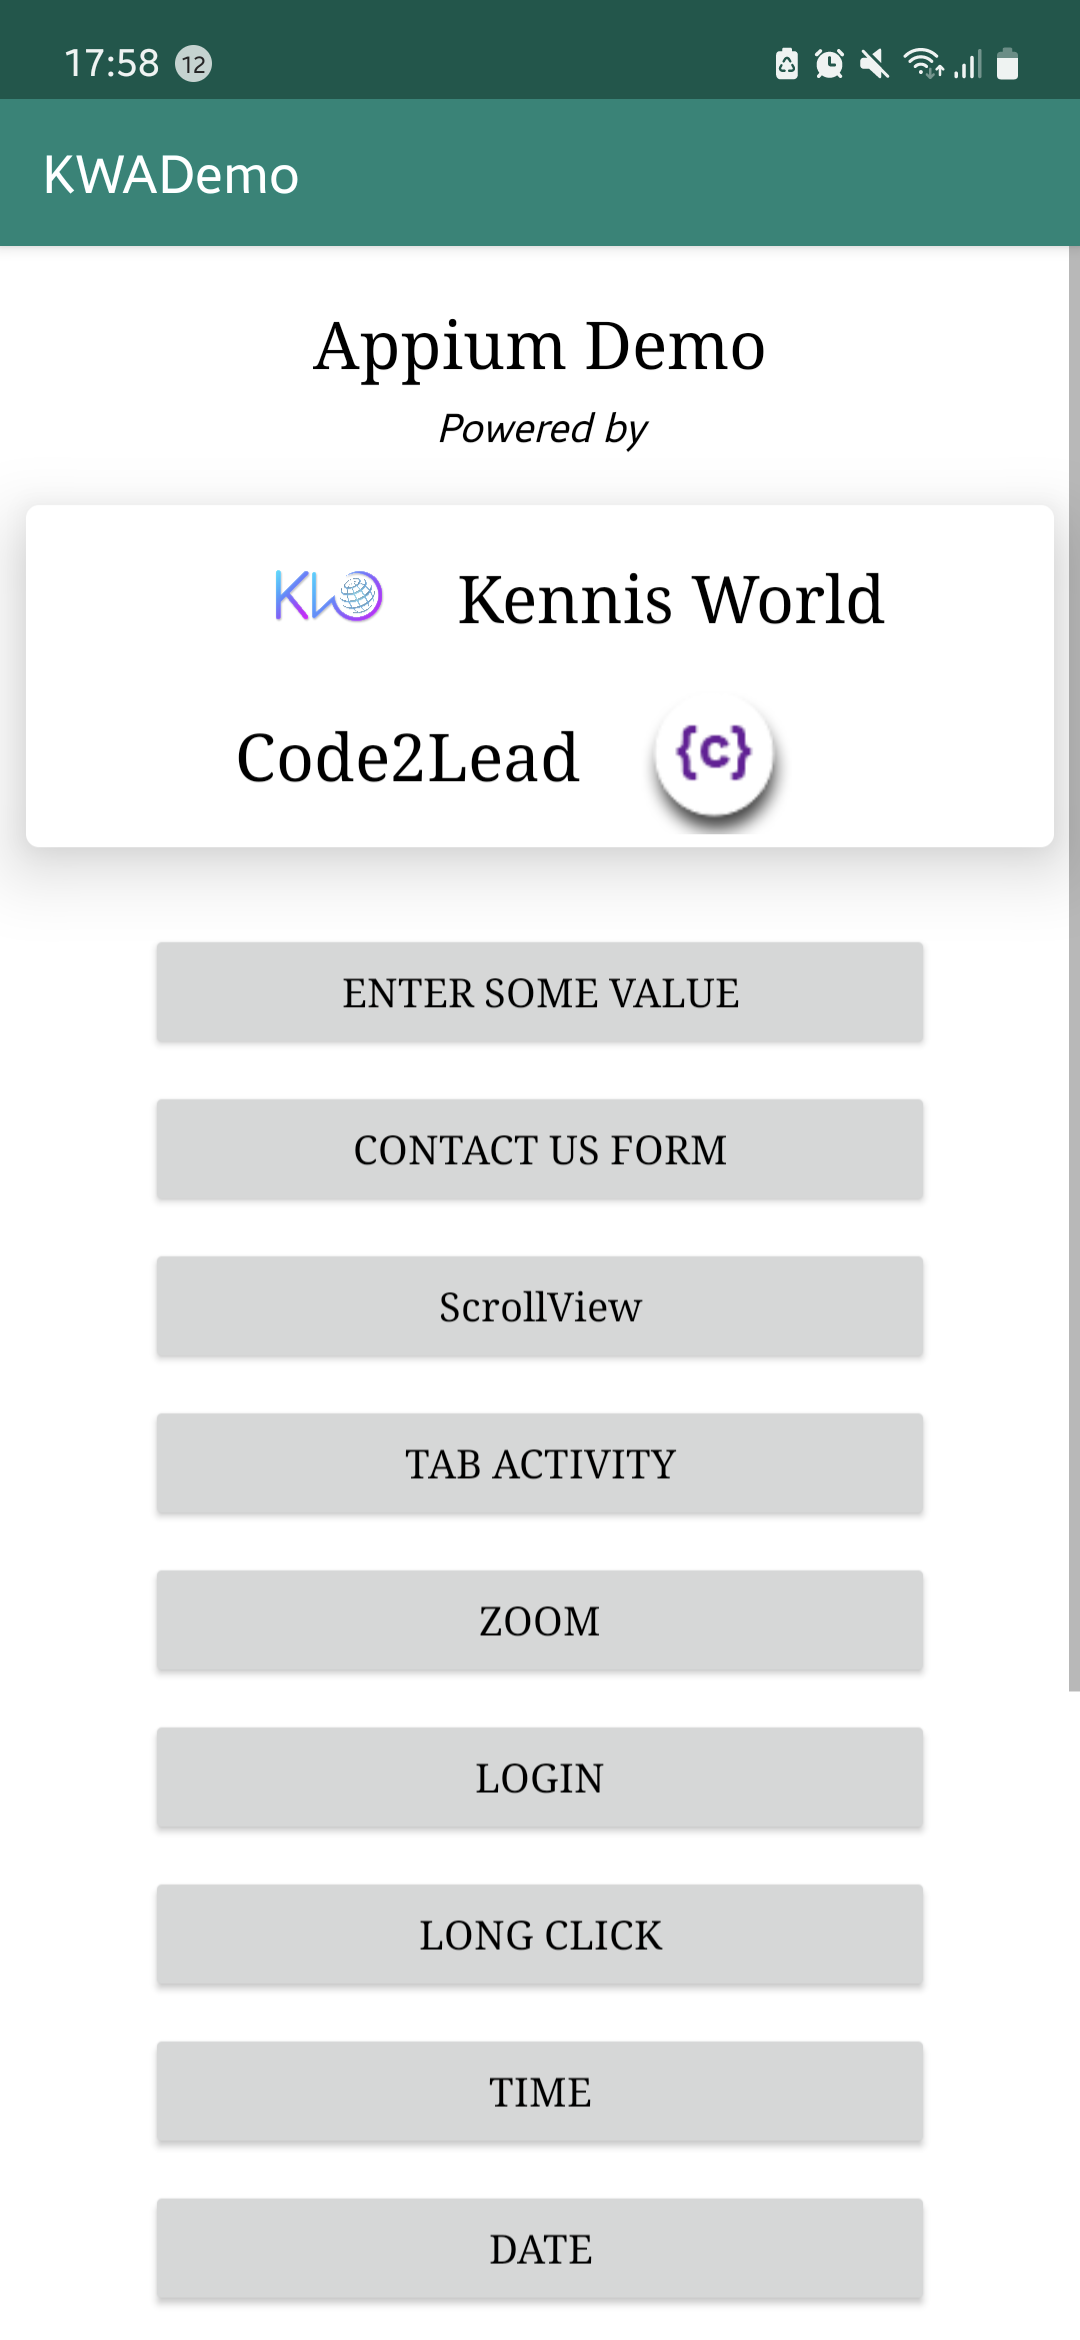 17:58 12
KWADemo
Appium Demo
Powered by
KW Kennis World
Code2Lead {c}
ENTER SOME VALUE
CONTACT US FORM
ScrollView
TAB ACTIVITY
ZOOM
LOGIN
LONG CLICK
TIME
DATE